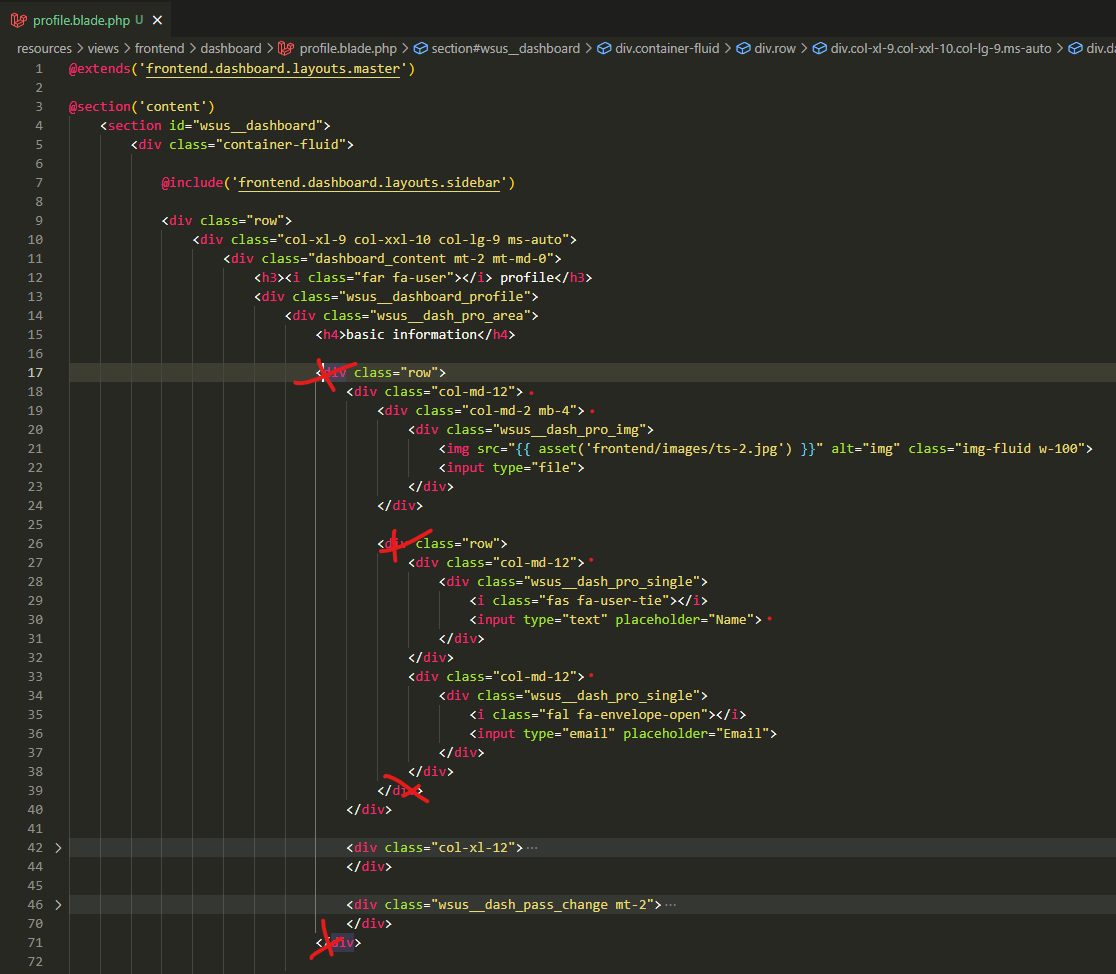 profile.blade.php U ×
resources > views > frontend > dashboard > profile.blade.php > section#wsus__dashboard > div.container-fluid > div.row > div.col-xl-9.col-xxl-10.col-lg-9.ms-auto > div.da
1 @extends('frontend.dashboard.layouts.master')
2
3 @section('content')
4 <section id="wsus__dashboard">
5 <div class="container-fluid">
6
7 @include('frontend.dashboard.layouts.sidebar')
8
9 <div class="row">
10 <div class="col-xl-9 col-xxl-10 col-lg-9 ms-auto">
11 <div class="dashboard_content mt-2 mt-md-0">
12 <h3><i class="far fa-user"></i> profile</h3>
13 <div class="wsus__dashboard_profile">
14 <div class="wsus__dash_pro_area">
15 <h4>basic information</h4>
16
17 <div class="row">
18 <div class="col-md-12">
19 <div class="col-md-2 mb-4">
20 <div class="wsus__dash_pro_img">
21 <img src="{{ asset('frontend/images/ts-2.jpg') }}" alt="img" class="img-fluid w-100">
22 <input type="file">
23 </div>
24 </div>
25
26 <div class="row">
27 <div class="col-md-12">
28 <div class="wsus__dash_pro_single">
29 <i class="fas fa-user-tie"></i>
30 <input type="text" placeholder="Name">
31 </div>
32 </div>
33 <div class="col-md-12">
34 <div class="wsus__dash_pro_single">
35 <i class="fal fa-envelope-open"></i>
36 <input type="email" placeholder="Email">
37 </div>
38 </div>
39 </div>
40 </div>
41
42 <div class="col-xl-12">···
44 </div>
45
46 <div class="wsus__dash_pass_change mt-2">···
70 </div>
71 </div>
72